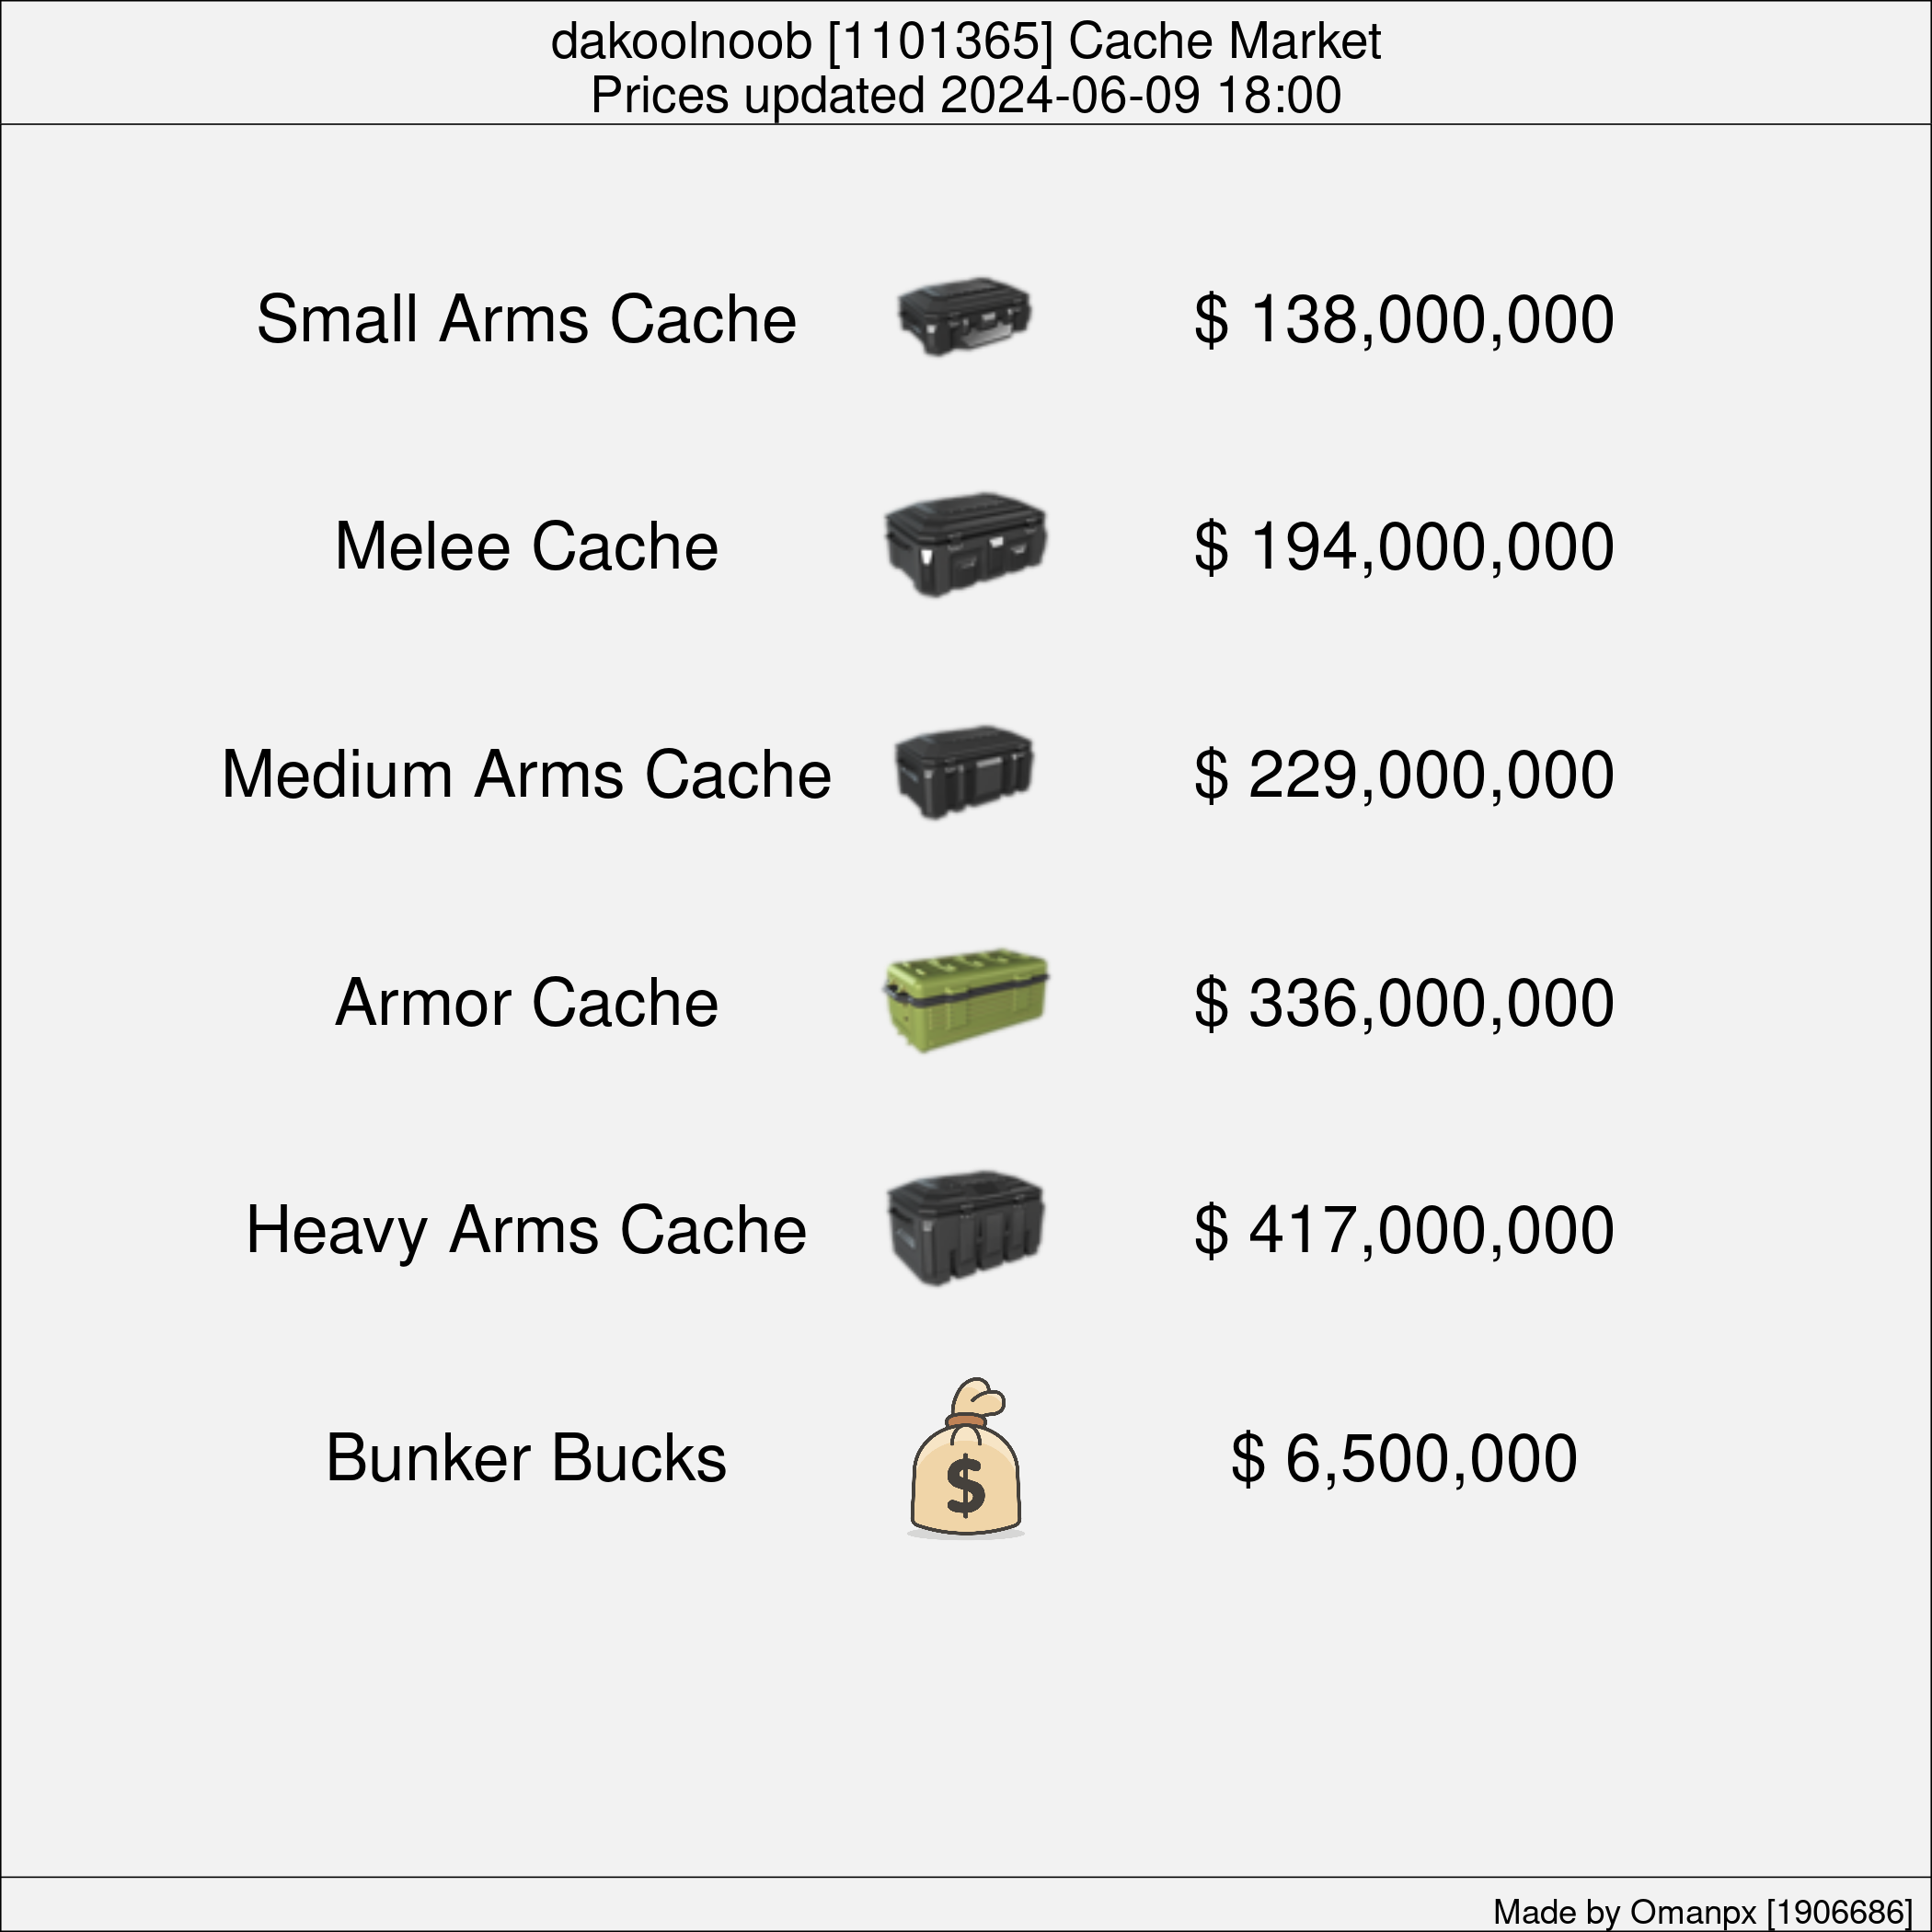 dakoolnoob [1101365] Cache Market
Prices updated 2024-06-09 18:00
Small Arms Cache $ 138,000,000
Melee Cache $ 194,000,000
Medium Arms Cache $ 229,000,000
Armor Cache $ 336,000,000
Heavy Arms Cache $ 417,000,000
Bunker Bucks $ $ 6,500,000
Made by Omanpx [1906686]